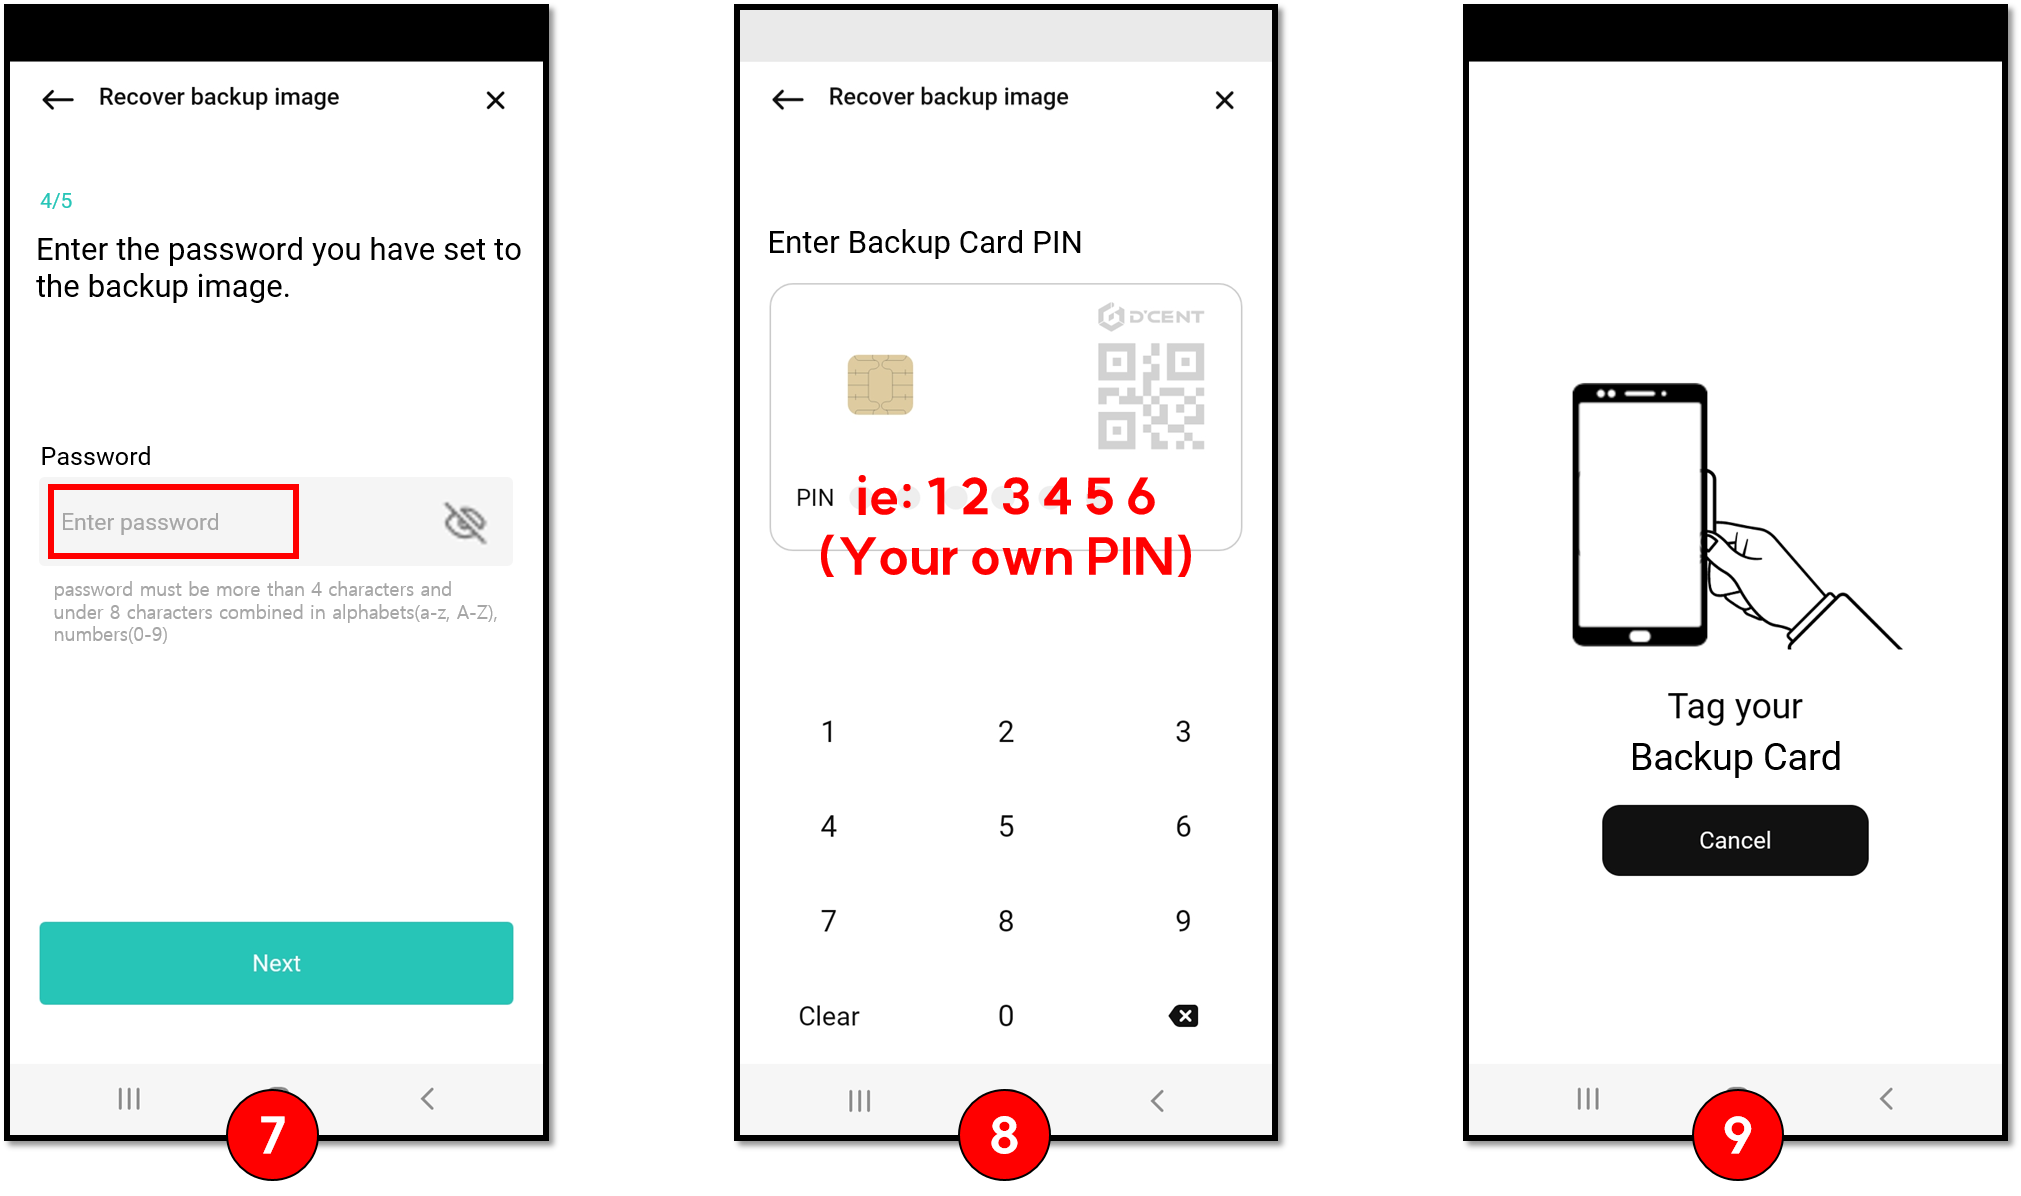 Recover backup image
4/5
Enter the password you have set to
the backup image.
Password
Enter password
password must be more than 4 characters and
under 8 characters combined in alphabets(a-z, A-Z),
numbers(0-9)
Next
7
Recover backup image
Enter Backup Card PIN
D'CENT
PIN ie: 1 2 3 4 5 6
(Your own PIN)
1 2 3
4 5 6
7 8 9
Clear 0
8
Tag your
Backup Card
Cancel
9